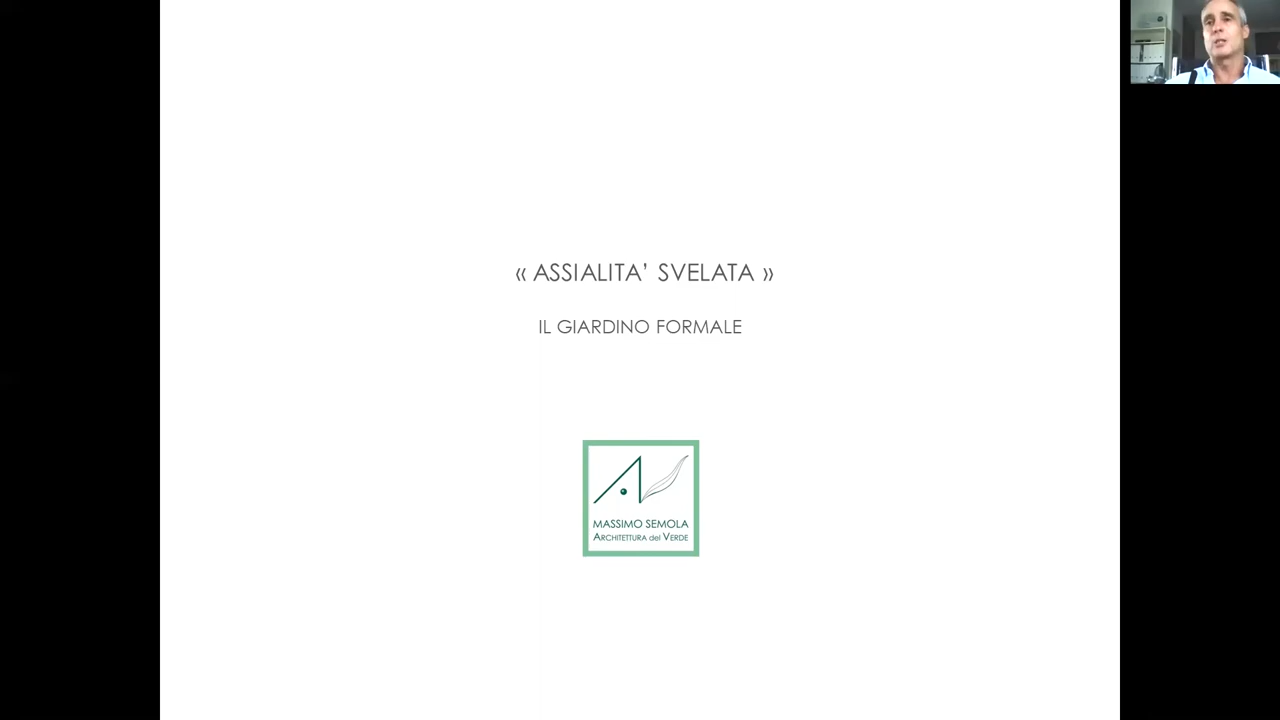 « ASSIALITA’ SVELATA »
IL GIARDINO FORMALE
MASSIMO SEMOLA
ARCHITETTURA del VERDE